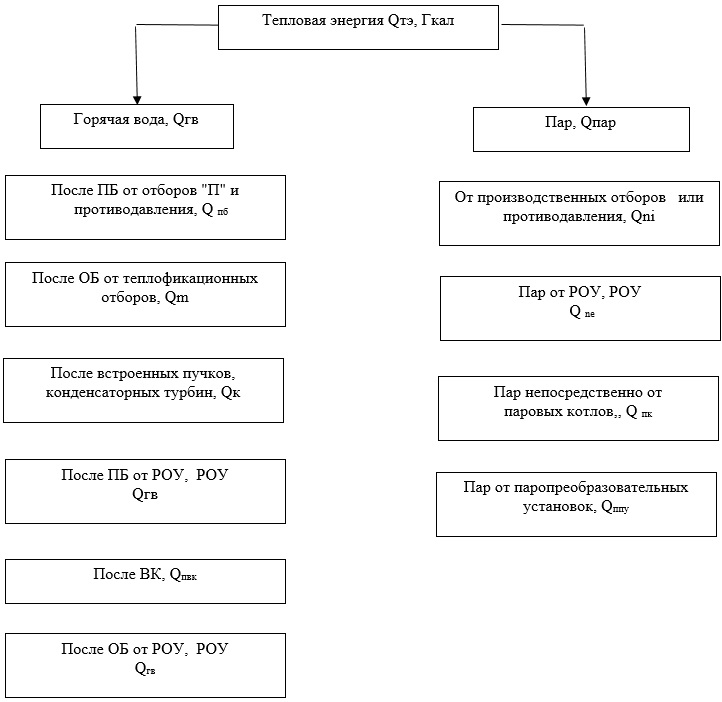 Тепловая энергия Qтэ, Гкал
Горячая вода, Qгв
После ПБ от отборов "П" и
противодавления, Q пб
После ОБ от теплофикационных
отборов, Qm
После встроенных пучков,
конденсаторных турбин, Qк
После ПБ от РОУ, РОУ
Qгв
После ВК, Qпвк
После ОБ от РОУ, РОУ
Qгв
Пар, Qпар
От производственных отборов или
противодавления, Qni
Пар от РОУ, РОУ
Q пе
Пар непосредственно от
паровых котлов,, Q пк
Пар от паропреобразовательных
установок, Qппу